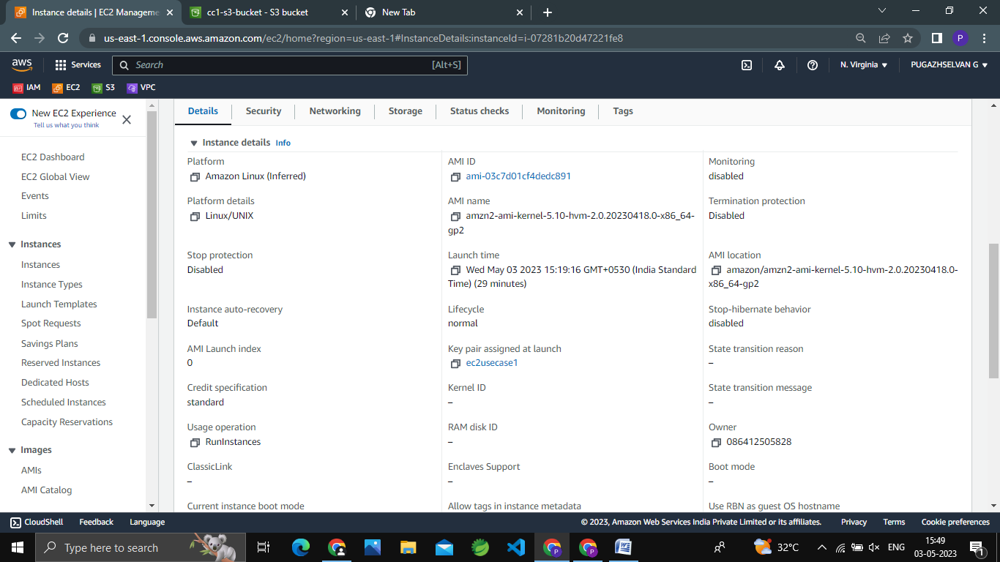 Instance details | EC2 Manageme
cc1-s3-bucket - S3 bucket
New Tab
us-east-1.console.aws.amazon.com/ec2/home?region=us-east-1#InstanceDetails:instanceId=i-07281b20d47221fe8
P
aws
Services
Search
[Alt+S]
N. Virginia
PUGAZHSELVAN G
IAM
EC2
S3
VPC
New EC2 Experience
Tell us what you think
EC2 Dashboard
EC2 Global View
Events
Limits
Instances
Instances
Instance Types
Launch Templates
Spot Requests
Savings Plans
Reserved Instances
Dedicated Hosts
Scheduled Instances
Capacity Reservations
Images
AMIs
AMI Catalog
Details
Security
Networking
Storage
Status checks
Monitoring
Tags
Instance details Info
Platform
Amazon Linux (Inferred)
AMI ID
ami-03c7d01cf4dedc891
Monitoring
disabled
Platform details
Linux/UNIX
AMI name
amzn2-ami-kernel-5.10-hvm-2.0.20230418.0-x86_64-
gp2
Termination protection
Disabled
Stop protection
Disabled
Launch time
Wed May 03 2023 15:19:16 GMT+0530 (India Standard
Time) (29 minutes)
AMI location
amazon/amzn2-ami-kernel-5.10-hvm-2.0.20230418.0-
x86_64-gp2
Instance auto-recovery
Default
Lifecycle
normal
Stop-hibernate behavior
disabled
AMI Launch index
0
Key pair assigned at launch
ec2usecase1
State transition reason
–
Credit specification
standard
Kernel ID
–
State transition message
–
Usage operation
RunInstances
RAM disk ID
–
Owner
086412505828
ClassicLink
–
Enclaves Support
–
Boot mode
–
Current instance boot mode
Allow tags in instance metadata
Use RBN as guest OS hostname
CloudShell
Feedback
Language
© 2023, Amazon Web Services India Private Limited or its affiliates.
Privacy
Terms
Cookie preferences
Type here to search
P
P
32°C
ENG
15:49
03-05-2023
1